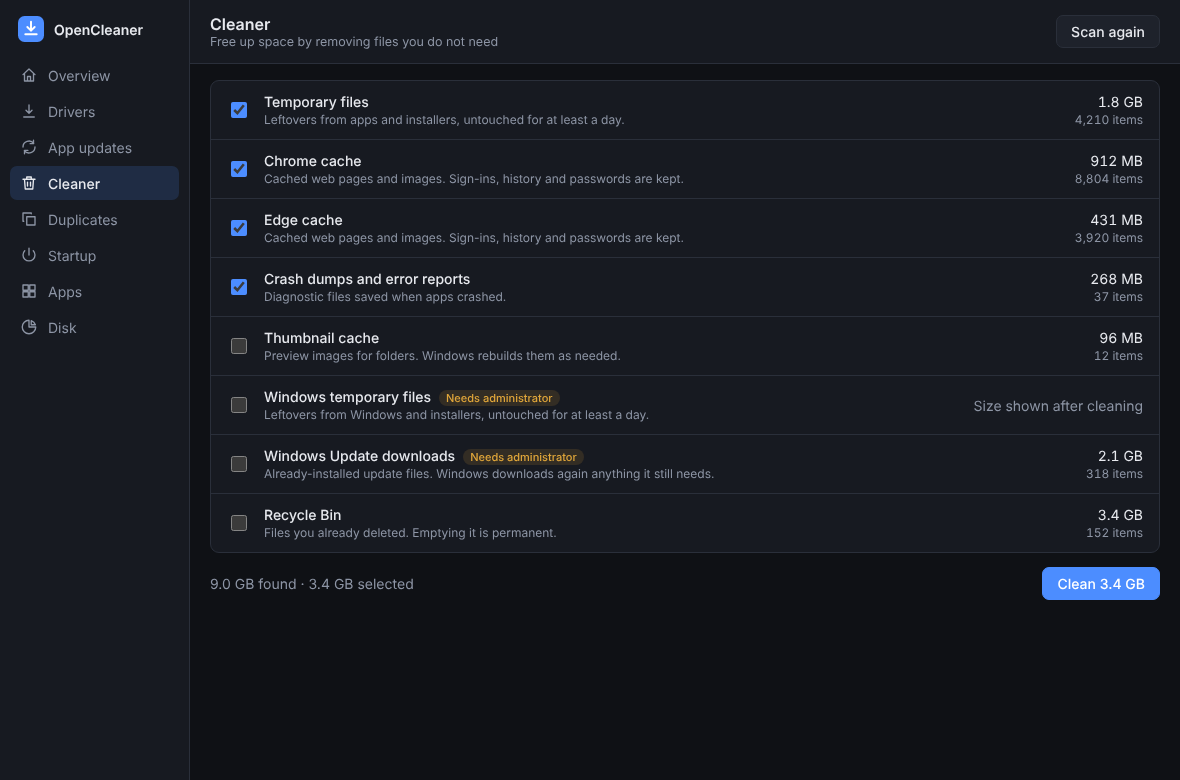 OpenCleaner
Overview
Drivers
App updates
Cleaner
Duplicates
Startup
Apps
Disk
Cleaner
Free up space by removing files you do not need
Scan again
Temporary files
Leftovers from apps and installers, untouched for at least a day.
1.8 GB
4,210 items
Chrome cache
Cached web pages and images. Sign-ins, history and passwords are kept.
912 MB
8,804 items
Edge cache
Cached web pages and images. Sign-ins, history and passwords are kept.
431 MB
3,920 items
Crash dumps and error reports
Diagnostic files saved when apps crashed.
268 MB
37 items
Thumbnail cache
Preview images for folders. Windows rebuilds them as needed.
96 MB
12 items
Windows temporary files Needs administrator
Leftovers from Windows and installers, untouched for at least a day.
Size shown after cleaning
Windows Update downloads Needs administrator
Already-installed update files. Windows downloads again anything it still needs.
2.1 GB
318 items
Recycle Bin
Files you already deleted. Emptying it is permanent.
3.4 GB
152 items
9.0 GB found · 3.4 GB selected
Clean 3.4 GB